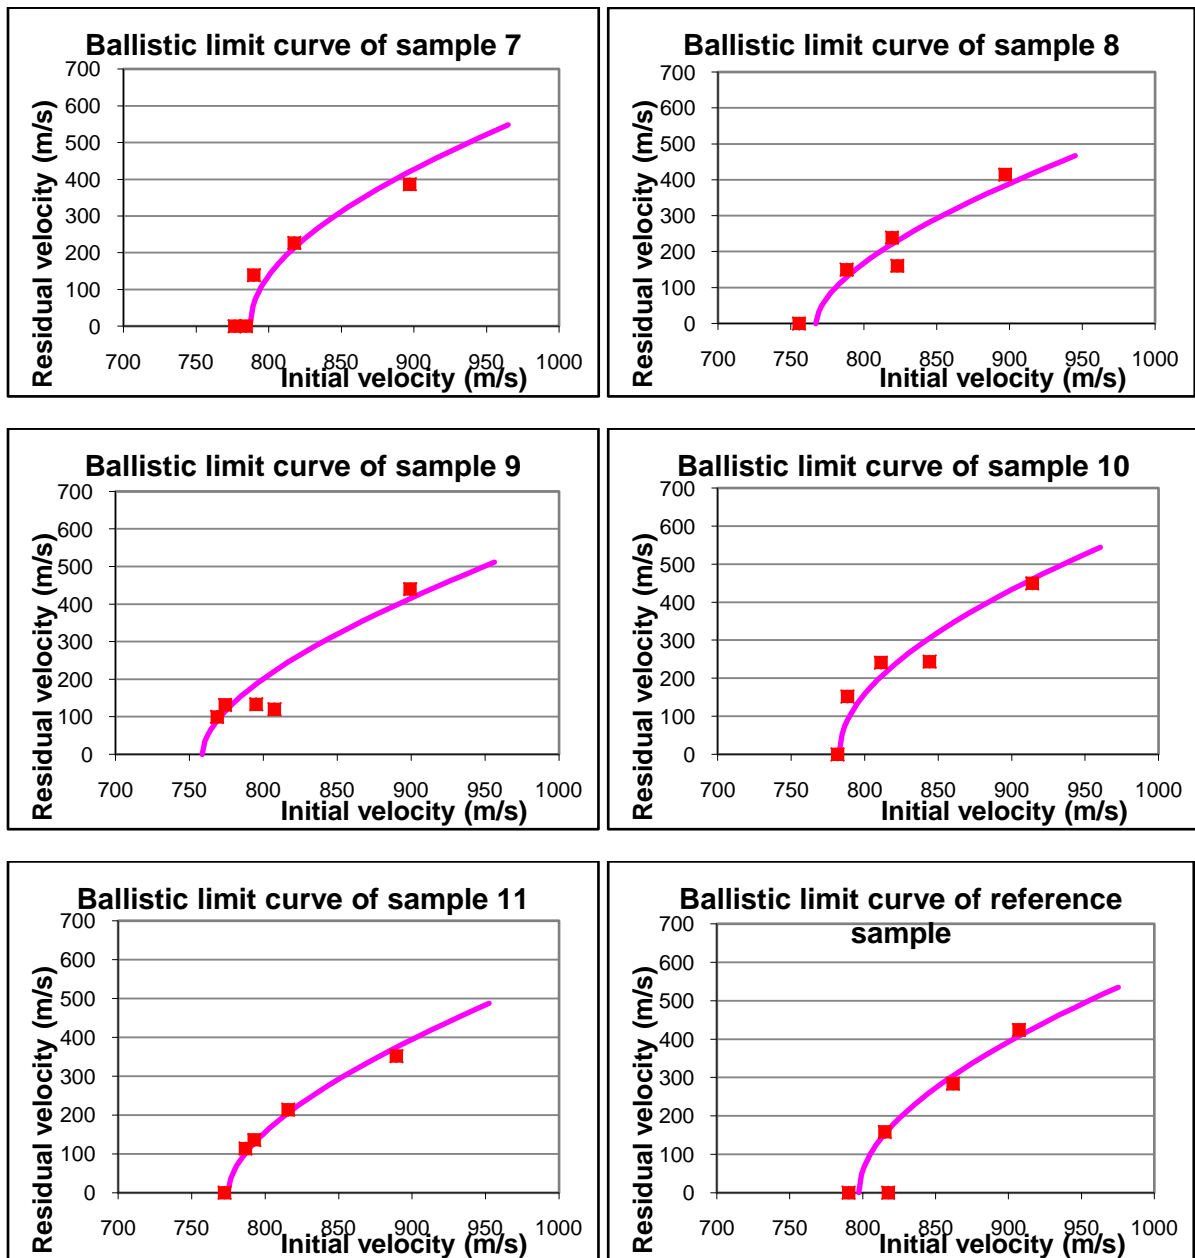 Ballistic limit curve of sample 7
Residual velocity (m/s)
700
600
500
400
300
200
100
0
700 750 800 850 900 950 1000
Initial velocity (m/s)
Ballistic limit curve of sample 8
Residual velocity (m/s)
700
600
500
400
300
200
100
0
700 750 800 850 900 950 1000
Initial velocity (m/s)
Ballistic limit curve of sample 9
Residual velocity (m/s)
700
600
500
400
300
200
100
0
700 750 800 850 900 950 1000
Initial velocity (m/s)
Ballistic limit curve of sample 10
Residual velocity (m/s)
700
600
500
400
300
200
100
0
700 750 800 850 900 950 1000
Initial velocity (m/s)
Ballistic limit curve of sample 11
Residual velocity (m/s)
700
600
500
400
300
200
100
0
700 750 800 850 900 950 1000
Initial velocity (m/s)
Ballistic limit curve of reference
sample
Residual velocity (m/s)
700
600
500
400
300
200
100
0
700 750 800 850 900 950 1000
Initial velocity (m/s)